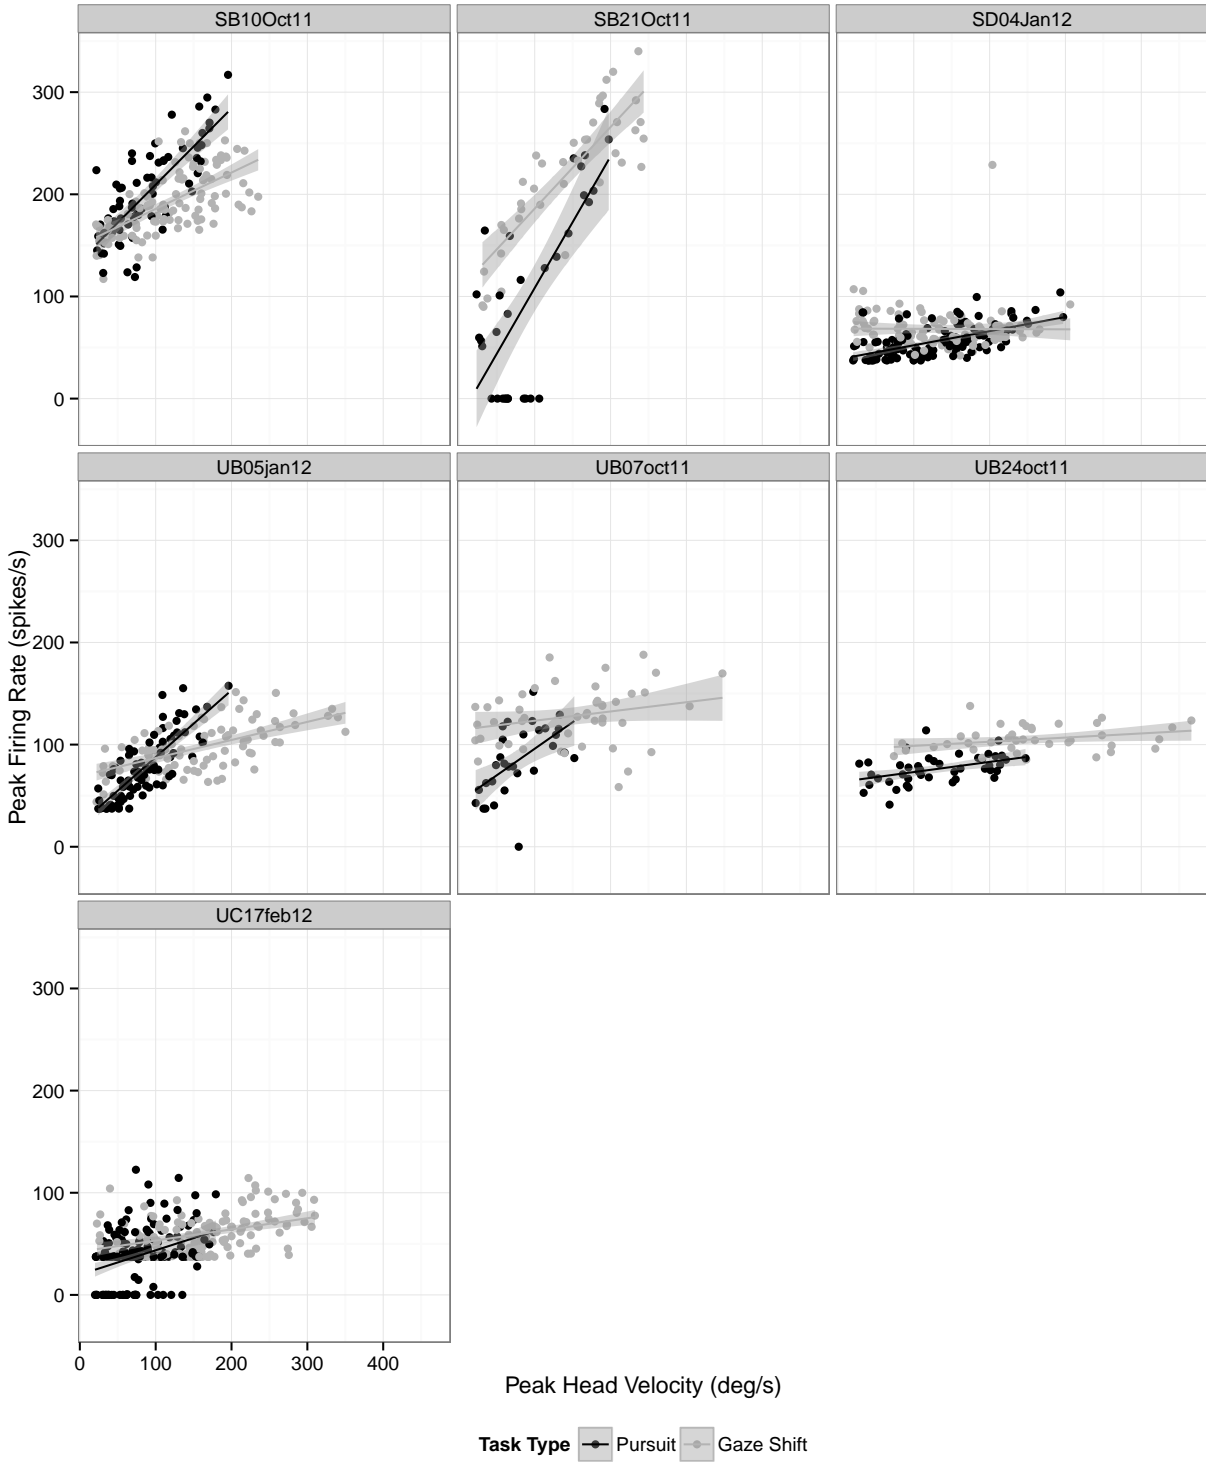 SB10Oct11 SB21Oct11 SD04Jan12
300
200
100
0
UB05jan12 UB07oct11 UB24oct11
300
200
100
0
Peak Firing Rate (spikes/s)
UC17feb12
300
200
100
0
0 100 200 300 400
Peak Head Velocity (deg/s)
Task Type Pursuit Gaze Shift